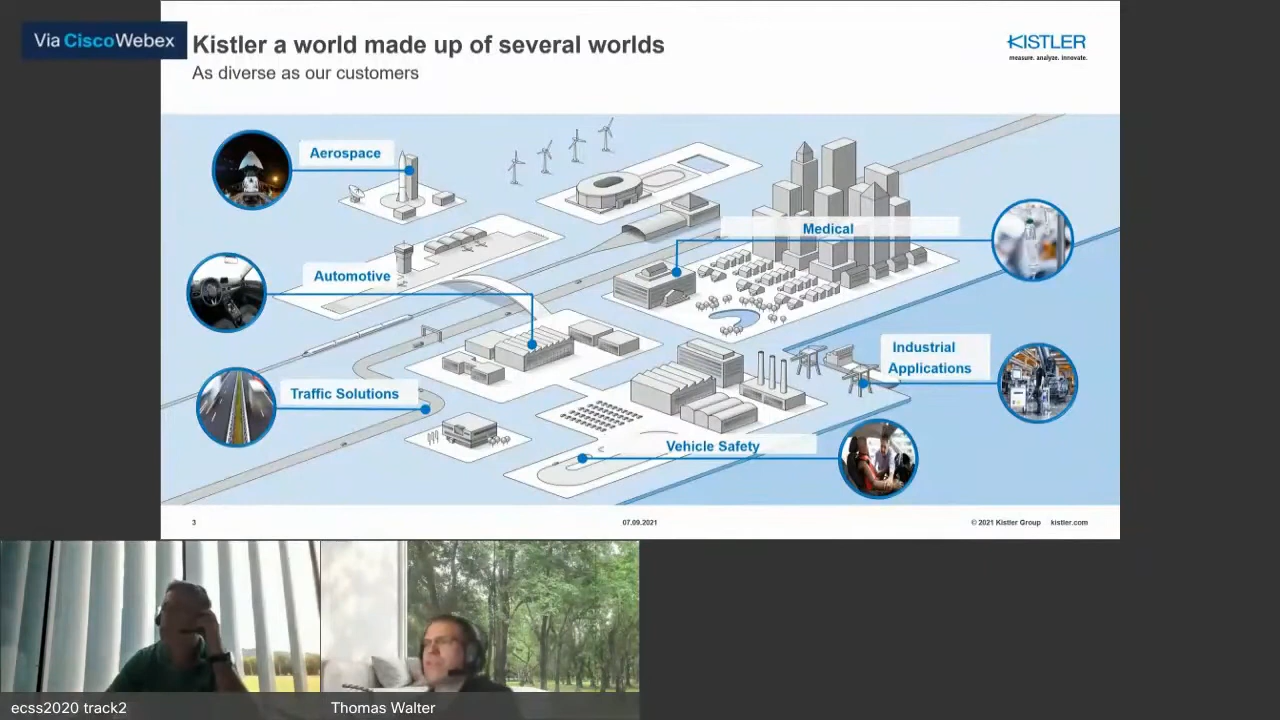 Via CiscoWebex
Kistler a world made up of several worlds
As diverse as our customers
KISTLER
measure. analyze. innovate.
Aerospace
Medical
Automotive
Industrial
Applications
Traffic Solutions
Vehicle Safety
3
07.09.2021
© 2021 Kistler Group kistler.com
ecss2020 track2
Thomas Walter